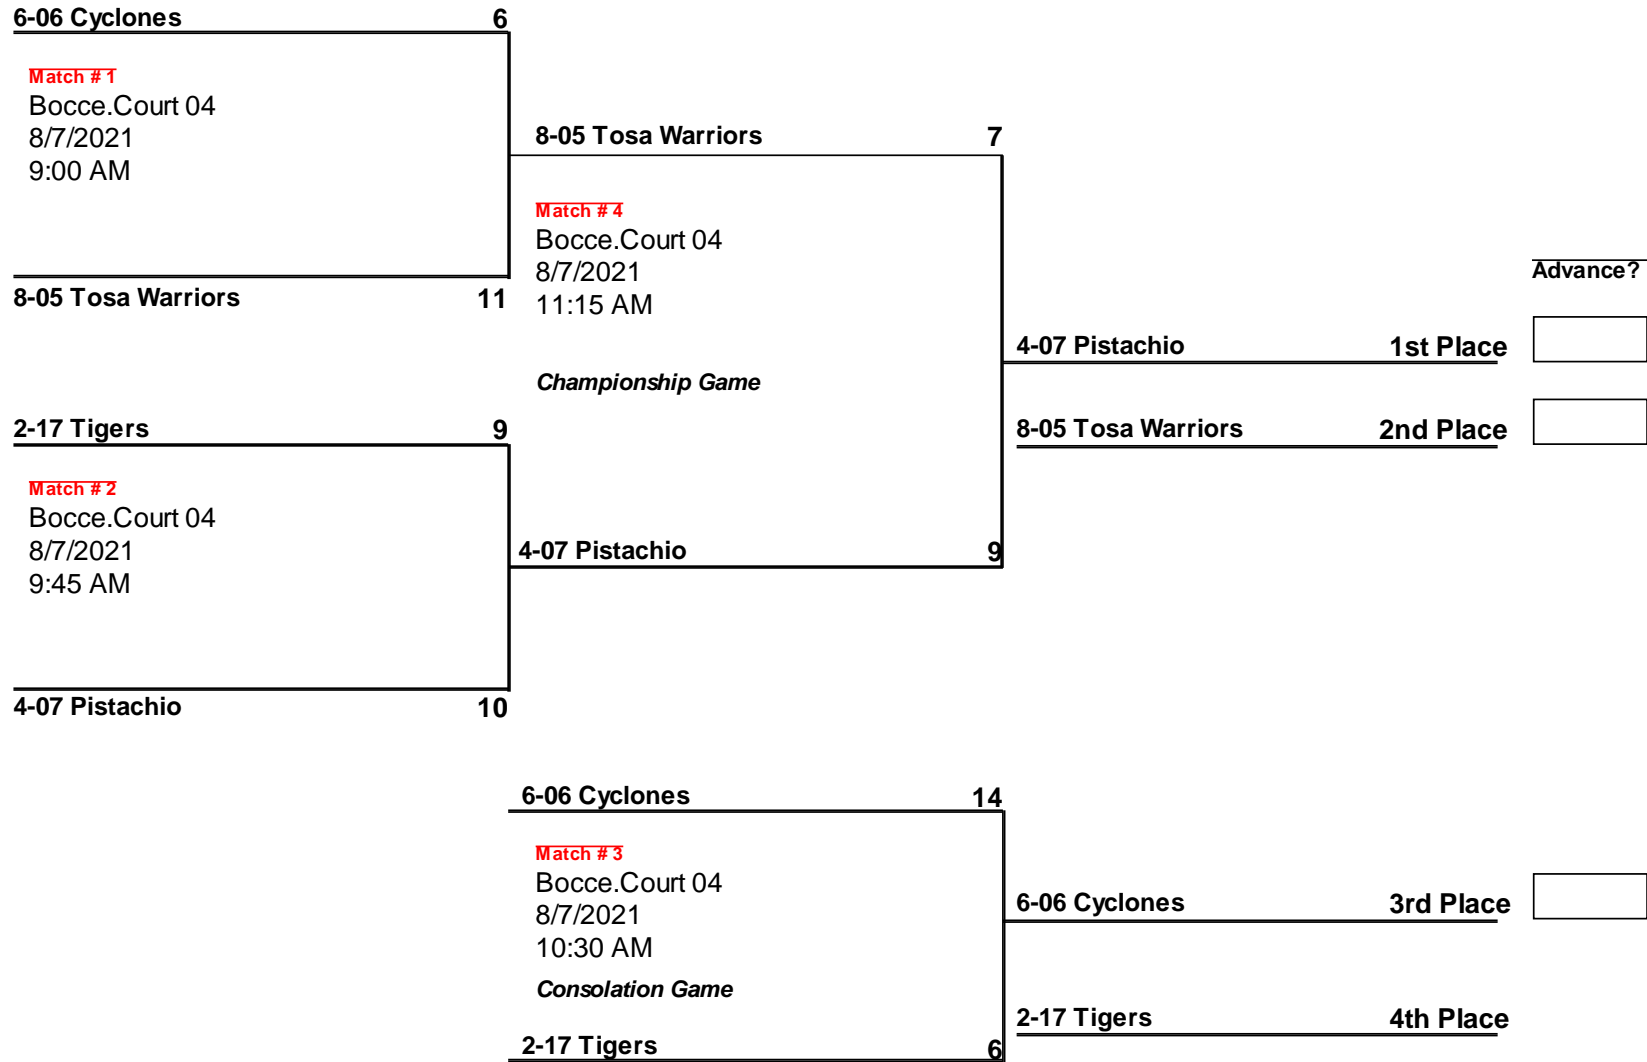 6-06 Cyclones 6
Match # 1
Bocce.Court 04
8/7/2021
9:00 AM
8-05 Tosa Warriors 11
8-05 Tosa Warriors 7
Match # 4
Bocce.Court 04
8/7/2021
11:15 AM
Championship Game
4-07 Pistachio 9
2-17 Tigers 9
Match # 2
Bocce.Court 04
8/7/2021
9:45 AM
4-07 Pistachio 10
Advance?
4-07 Pistachio 1st Place
8-05 Tosa Warriors 2nd Place
6-06 Cyclones 14
Match # 3
Bocce.Court 04
8/7/2021
10:30 AM
Consolation Game
2-17 Tigers 6
6-06 Cyclones 3rd Place
2-17 Tigers 4th Place